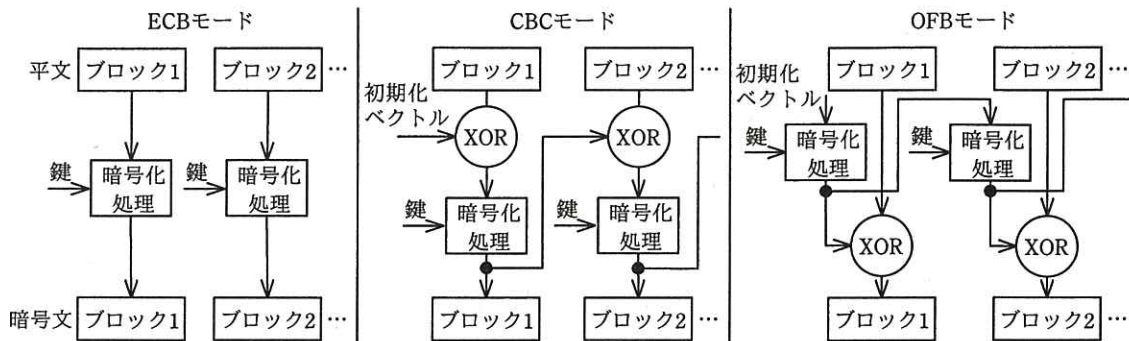 ECBモード
平文 ブロック1 ブロック2 …
鍵 暗号化処理 鍵 暗号化処理
暗号文 ブロック1 ブロック2 …
CBCモード
ブロック1 ブロック2 …
初期化
ベクトル
XOR XOR
鍵 暗号化処理 鍵 暗号化処理
ブロック1 ブロック2 …
OFBモード
ブロック1 ブロック2 …
初期化
ベクトル
鍵 暗号化処理 鍵 暗号化処理
XOR XOR
ブロック1 ブロック2 …